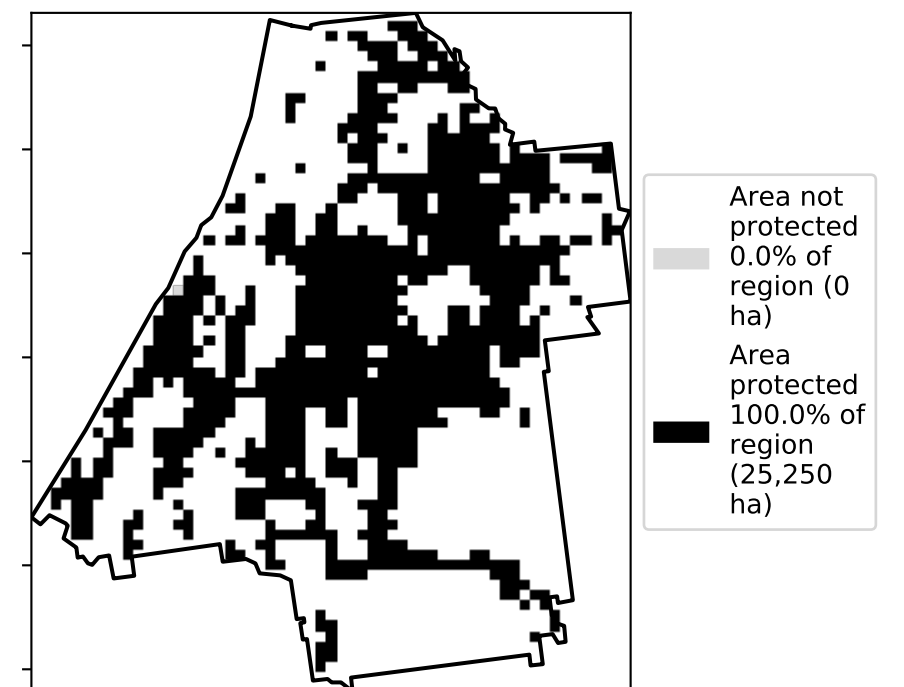 Area not
protected
0.0% of
region (0
ha)
Area
protected
100.0% of
region
(25,250
ha)